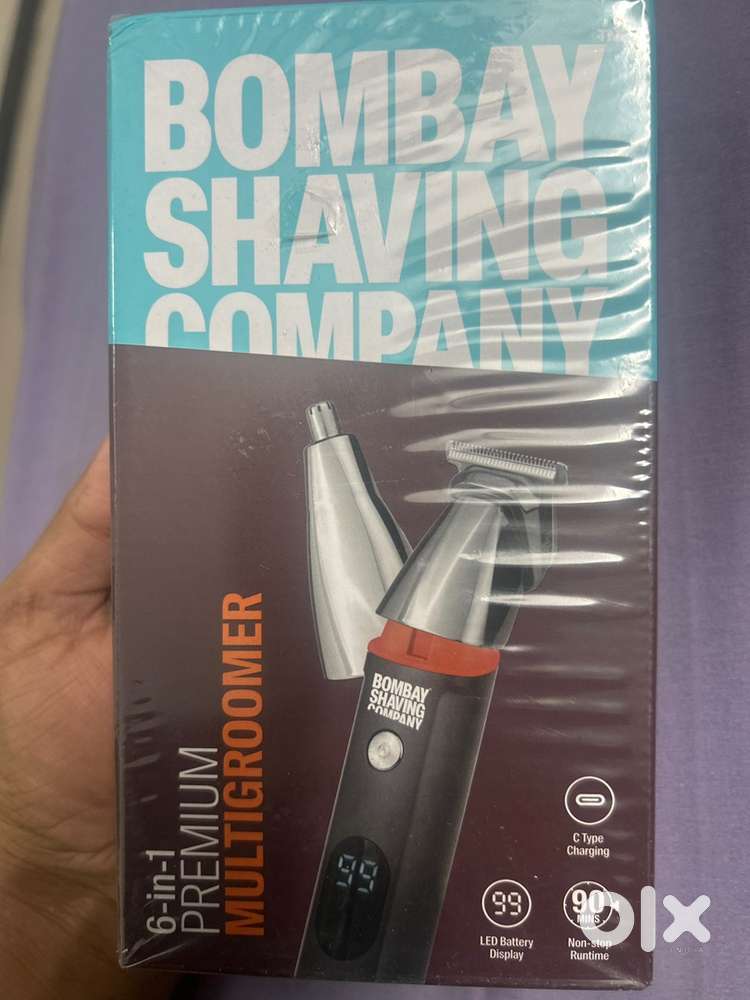 BOMBAY
SHAVING
COMPANY
6-in-1
PREMIUM
MULTIGROOMER
BOMBAY
SHAVING
COMPANY
99
C Type
Charging
99
LED Battery
Display
90
MINS
Non-stop
Runtime
olx